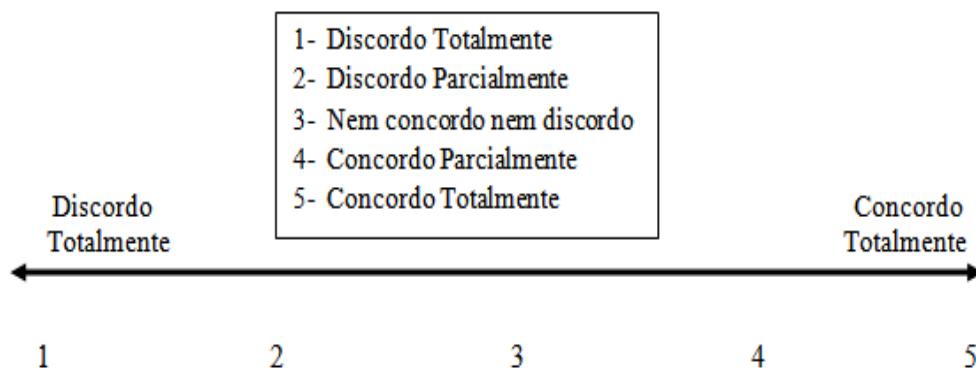 1- Discordo Totalmente
2- Discordo Parcialmente
3- Nem concordo nem discordo
4- Concordo Parcialmente
5- Concordo Totalmente
Discordo
Totalmente
Concordo
Totalmente
1 2 3 4 5